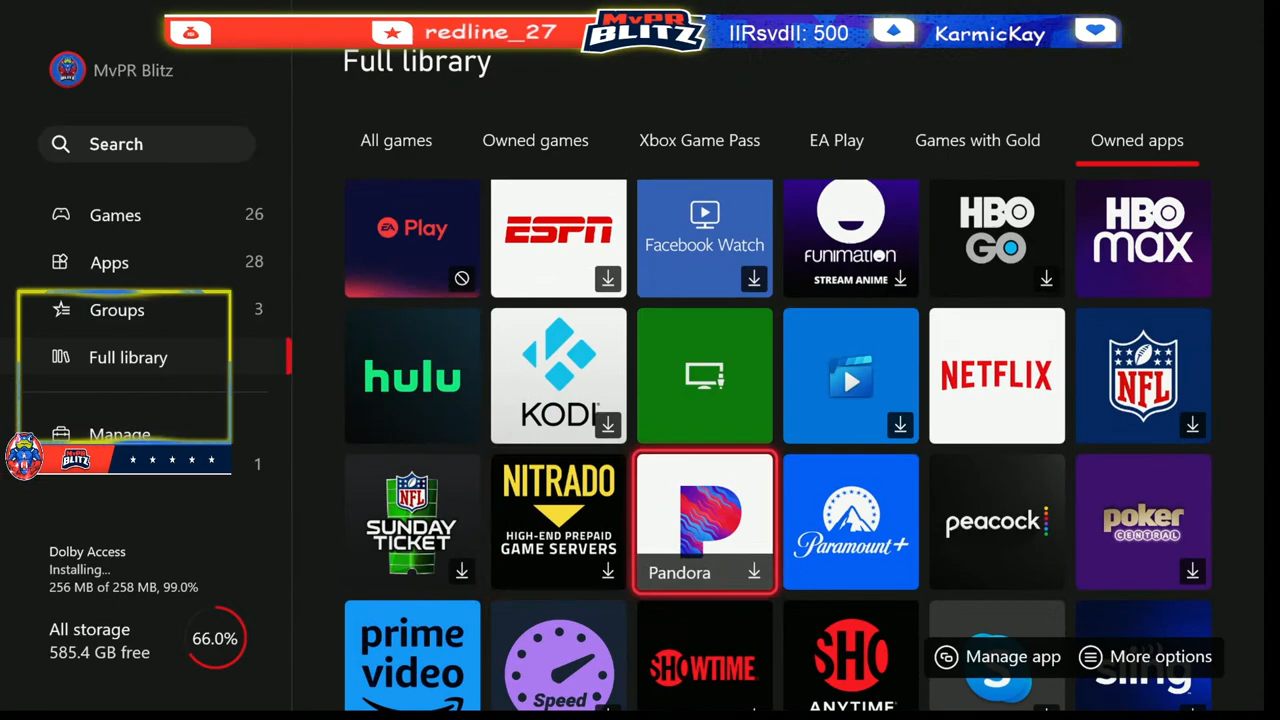 redline_27
MvPR
BLITZ
IIRsvdII: 500
KarmicKay
MvPR Blitz
Full library
Search
All games
Owned games
Xbox Game Pass
EA Play
Games with Gold
Owned apps
Games
26
Apps
28
Groups
3
Full library
Manage
1
MvPR
BLITZ
EA Play
ESPN
Facebook Watch
FUNIMATION
STREAM ANIME
HBO
GO
HBO
max
hulu
KODI
NETFLIX
NFL
NFL
SUNDAY
TICKET
NITRADO
HIGH-END PREPAID
GAME SERVERS
Pandora
Paramount+
peacock
poker
CENTRAL
Dolby Access
Installing...
256 MB of 258 MB, 99.0%
All storage
585.4 GB free
66.0%
prime
video
Speed
SHOWTIME
SHO
ANYTIME
S
sling
Manage app
More options